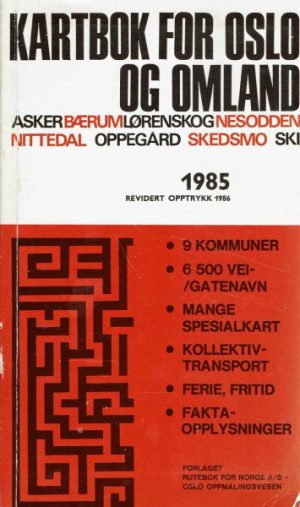 KARTBOK FOR OSLO
OG OMLAND
ASKER BÆRUM LØRENSKOG NESODDEN
NITTEDAL OPPEGÅRD SKEDSMO SKI
1985
REVIDERT OPPTRYKK 1986
• 9 KOMMUNER
• 6 500 VEI-
/GATENAVN
• MANGE
SPESIALKART
• KOLLEKTIV-
TRANSPORT
• FERIE, FRITID
• FAKTA-
OPPLYSNINGER
FORLAGET
RUTEBOK FOR NORGE A/S –
OSLO OPPMÅLINGSVESEN